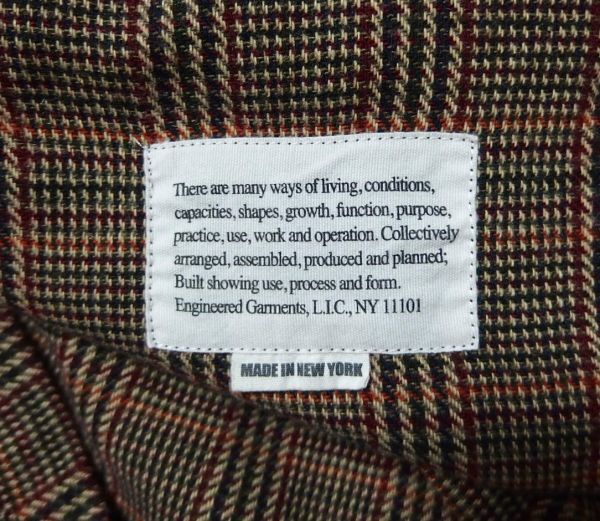 There are many ways of living, conditions,
capacities, shapes, growth, function, purpose,
practice, use, work and operation. Collectively
arranged, assembled, produced and planned;
Built showing use, process and form.
Engineered Garments, L.I.C., NY 11101
MADE IN NEW YORK